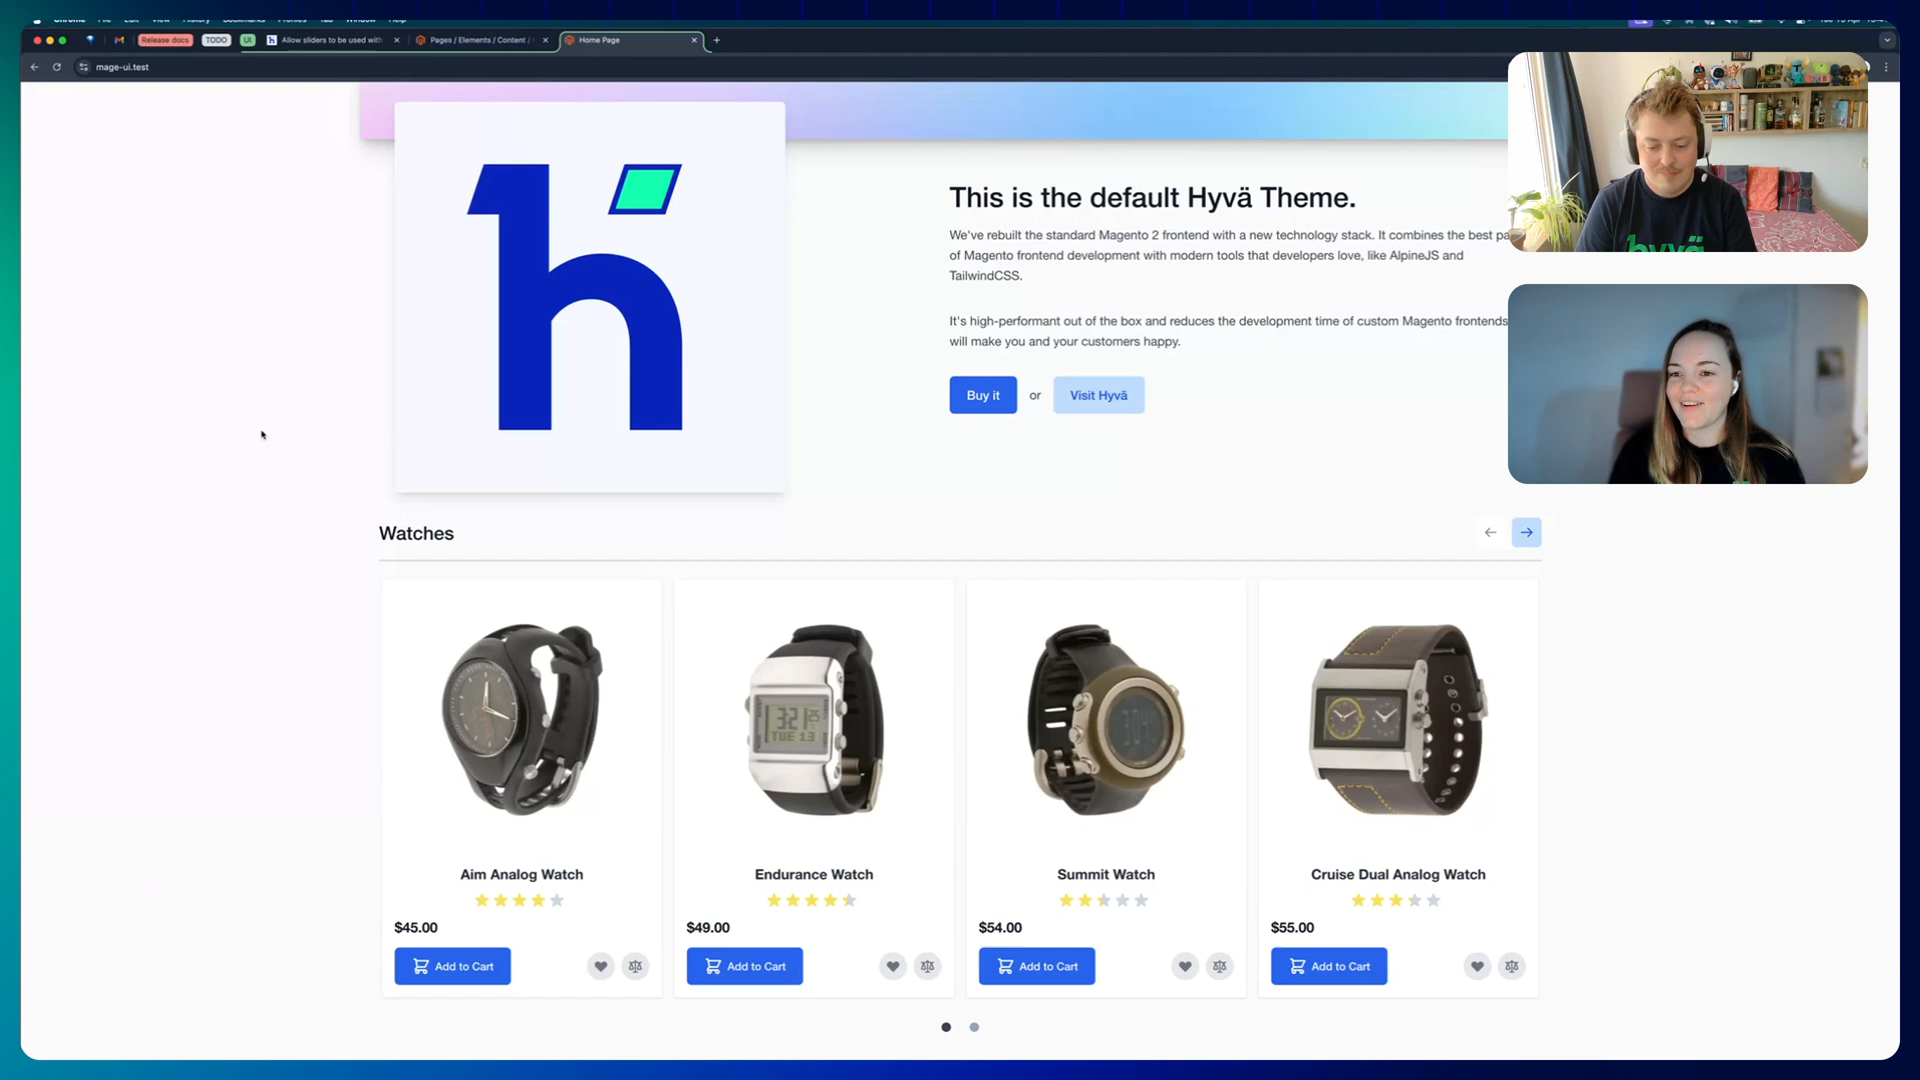 Release docs
TODO
UI
Allow sliders to be used with
Pages / Elements / Content /
Home Page
mage-ui.test
This is the default Hyvä Theme.
We've rebuilt the standard Magento 2 frontend with a new technology stack. It combines the best pa
of Magento frontend development with modern tools that developers love, like AlpineJS and
TailwindCSS.
It's high-performant out of the box and reduces the development time of custom Magento frontends
will make you and your customers happy.
Buy it or Visit Hyvä
hyvä
Watches
Aim Analog Watch
$45.00
Add to Cart
Endurance Watch
$49.00
Add to Cart
Summit Watch
$54.00
Add to Cart
Cruise Dual Analog Watch
$55.00
Add to Cart